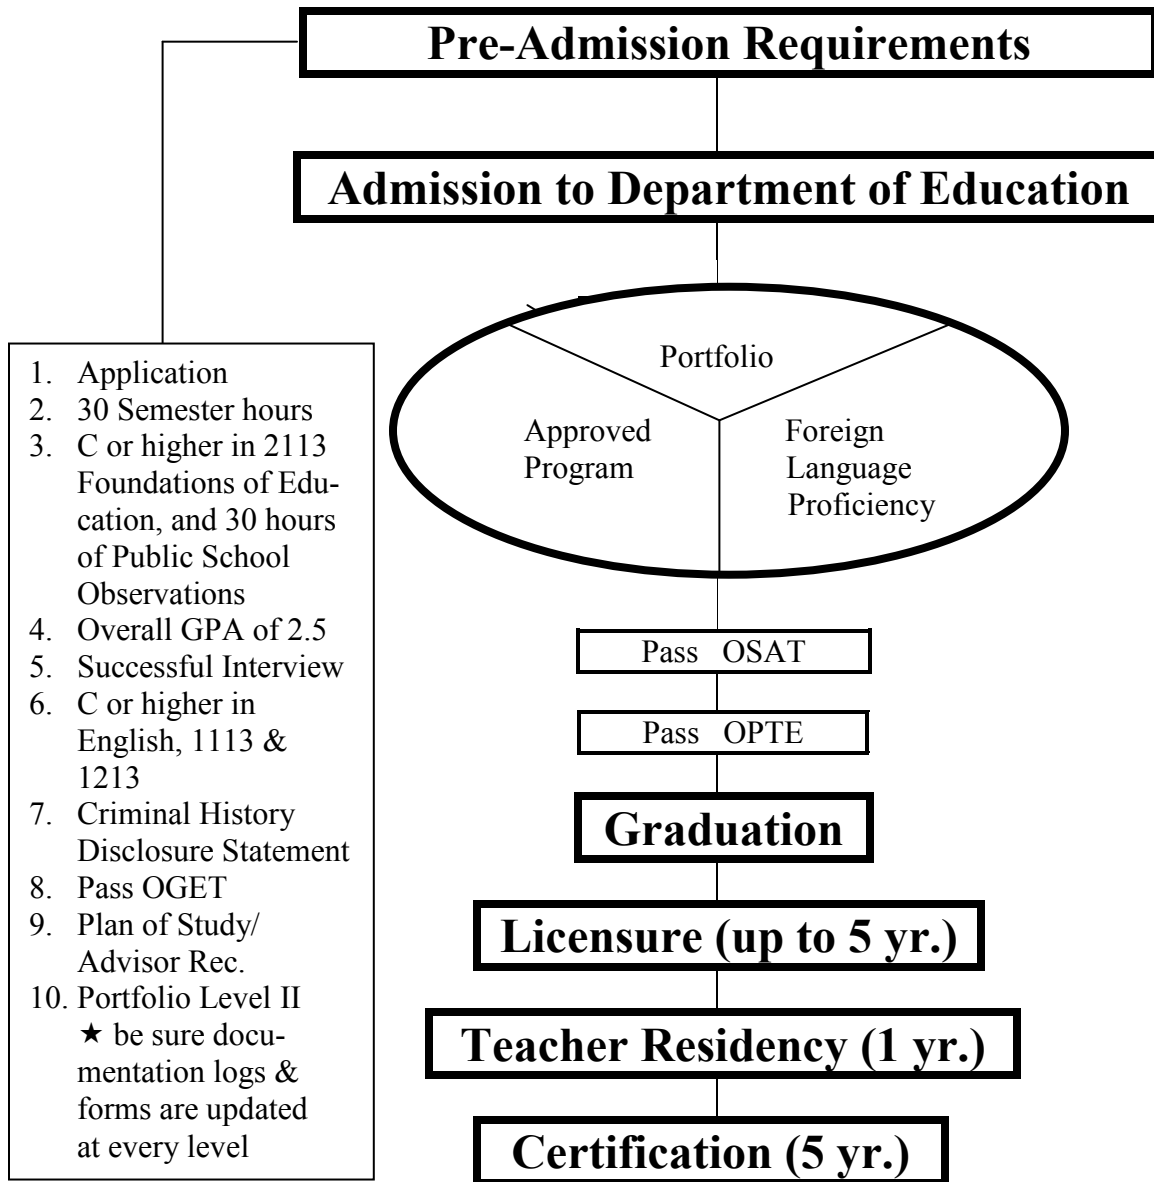 Pre-Admission Requirements
Admission to Department of Education
Portfolio
Approved
Program
Foreign
Language
Proficiency
1. Application
2. 30 Semester hours
3. C or higher in 2113
Foundations of Edu-
cation, and 30 hours
of Public School
Observations
4. Overall GPA of 2.5
5. Successful Interview
6. C or higher in
English, 1113 &
1213
7. Criminal History
Disclosure Statement
8. Pass OGET
9. Plan of Study/
Advisor Rec.
10. Portfolio Level II
★ be sure docu-
mentation logs &
forms are updated
at every level
Pass OSAT
Pass OPTE
Graduation
Licensure (up to 5 yr.)
Teacher Residency (1 yr.)
Certification (5 yr.)